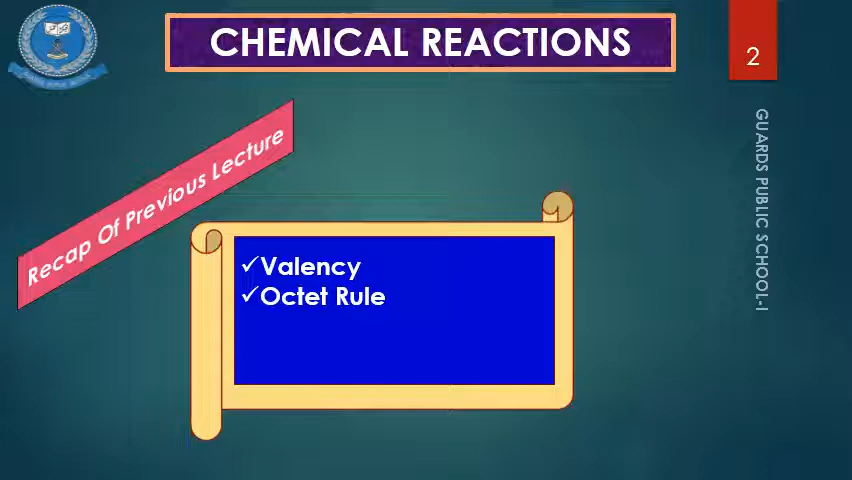 CHEMICAL REACTIONS
2
Recap Of Previous Lecture
GUARDS PUBLIC SCHOOL-I
✓Valency
✓Octet Rule